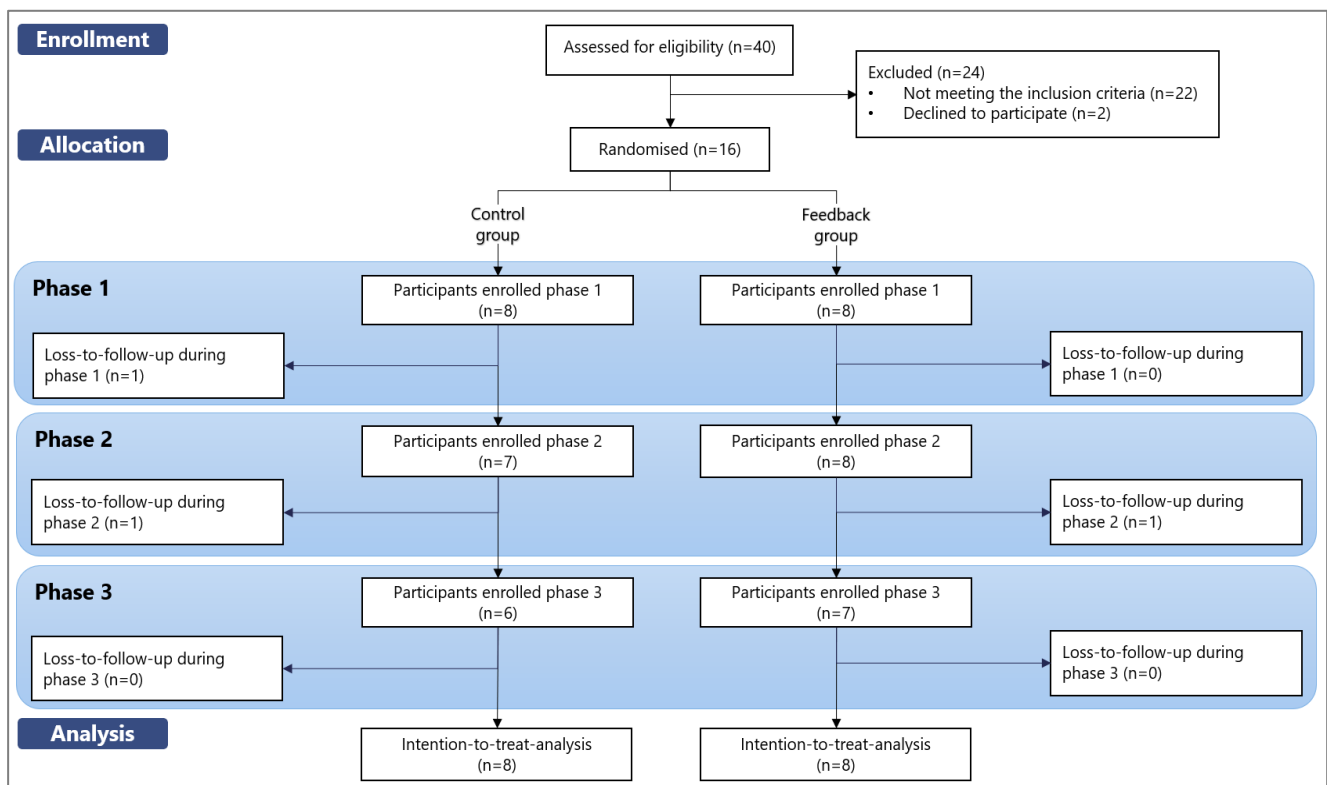 Enrollment
Assessed for eligibility (n=40)
Excluded (n=24)
• Not meeting the inclusion criteria (n=22)
• Declined to participate (n=2)
Allocation
Randomised (n=16)
Control
group
Feedback
group
Phase 1
Participants enrolled phase 1
(n=8)
Participants enrolled phase 1
(n=8)
Loss-to-follow-up during
phase 1 (n=1)
Loss-to-follow-up during
phase 1 (n=0)
Phase 2
Participants enrolled phase 2
(n=7)
Participants enrolled phase 2
(n=8)
Loss-to-follow-up during
phase 2 (n=1)
Loss-to-follow-up during
phase 2 (n=1)
Phase 3
Participants enrolled phase 3
(n=6)
Participants enrolled phase 3
(n=7)
Loss-to-follow-up during
phase 3 (n=0)
Loss-to-follow-up during
phase 3 (n=0)
Analysis
Intention-to-treat-analysis
(n=8)
Intention-to-treat-analysis
(n=8)